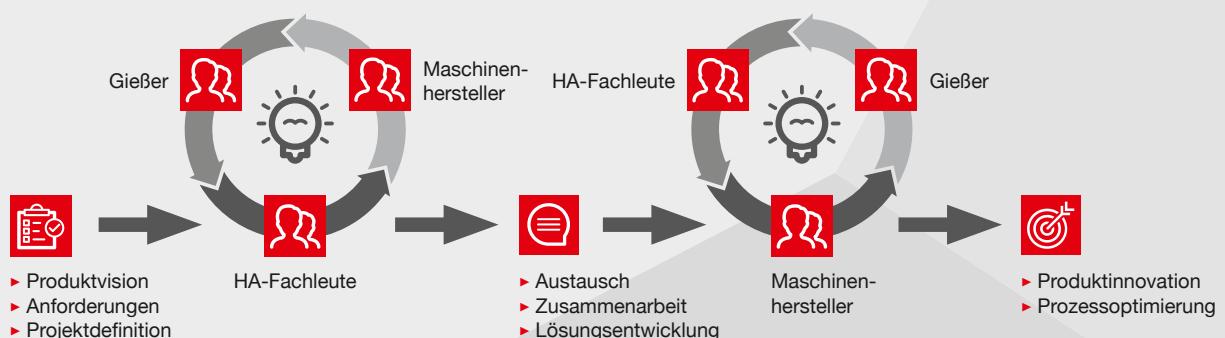 Gießer
Maschinen-
hersteller
HA-Fachleute
Gießer
▸ Produktvision
▸ Anforderungen
▸ Projektdefinition
HA-Fachleute
▸ Austausch
▸ Zusammenarbeit
▸ Lösungsentwicklung
Maschinen-
hersteller
▸ Produktinnovation
▸ Prozessoptimierung